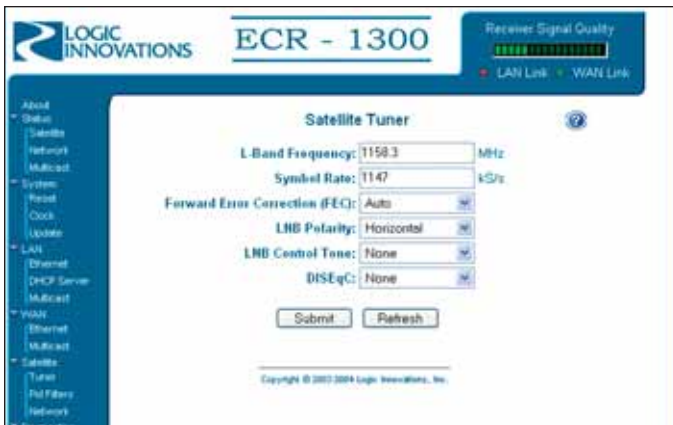 LOGIC
INNOVATIONS
ECR - 1300
Receiver Signal Quality
LAN Link WAN Link
About
Status
Satellite
Network
Multicast
System
Reset
Clock
Update
LAN
Ethernet
DHCP Server
Multicast
WAN
Ethernet
Multicast
Satellite
Tuner
Pid Filters
Network
Satellite Tuner
?
L-Band Frequency: 1158.3 MHz
Symbol Rate: 1147 kS/s
Forward Error Correction (FEC): Auto
LNB Polarity: Horizontal
LNB Control Tone: None
DISEqC: None
Submit Refresh
Copyright © 2003-2004 Logic Innovations, Inc.